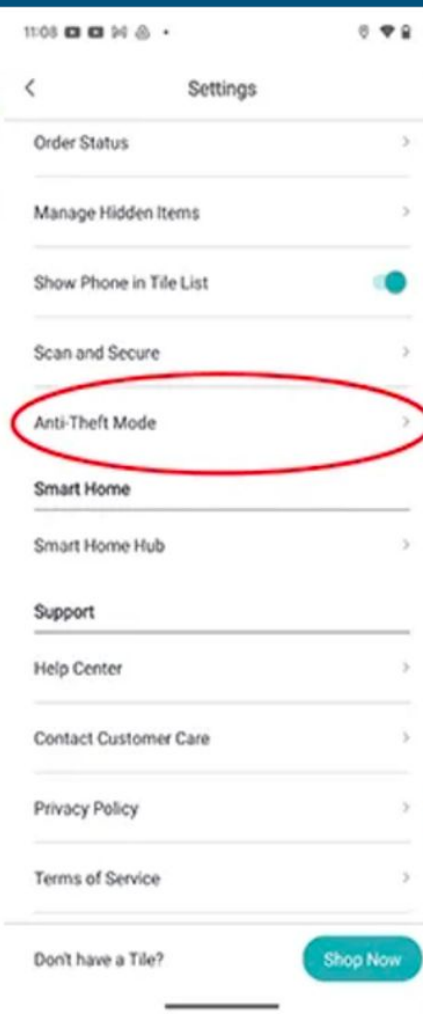 11:08
Settings
Order Status
Manage Hidden Items
Show Phone in Tile List
Scan and Secure
Anti-Theft Mode
Smart Home
Smart Home Hub
Support
Help Center
Contact Customer Care
Privacy Policy
Terms of Service
Don't have a Tile?
Shop Now